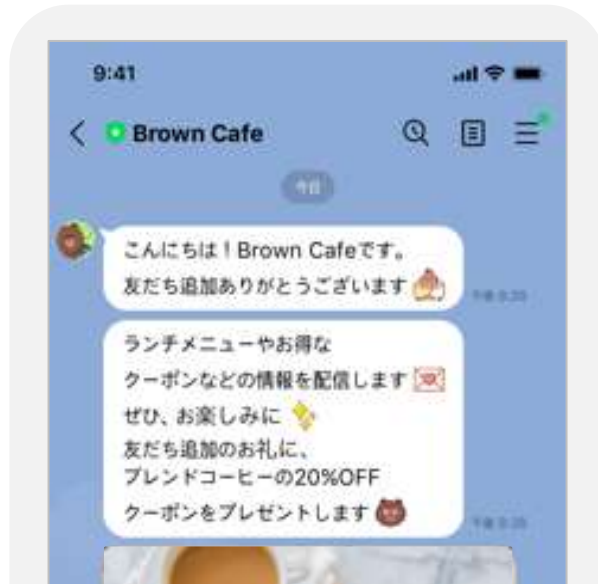 9:41
Brown Cafe
今日
こんにちは！Brown Cafeです。
友だち追加ありがとうございます
ランチメニューやお得な
クーポンなどの情報を配信します
ぜひ、お楽しみに
友だち追加のお礼に、
ブレンドコーヒーの20%OFF
クーポンをプレゼントします